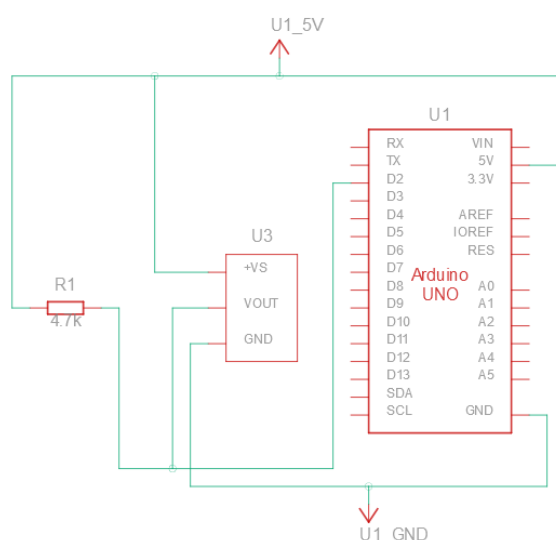 U1_5V
U1
RX
TX
D2
D3
D4
D5
D6
D7
D8
D9
D10
D11
D12
D13
SDA
SCL
VIN
5V
3.3V
AREF
IOREF
RES
A0
A1
A2
A3
A4
A5
GND
Arduino
UNO
U3
+VS
VOUT
GND
R1
4.7k
U1_GND